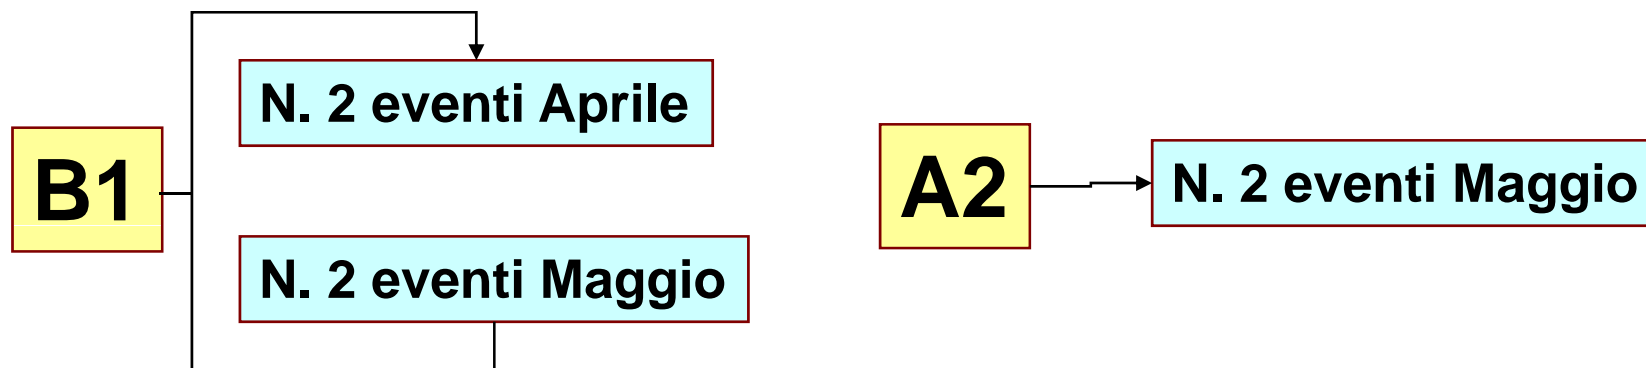 B1
N. 2 eventi Aprile
N. 2 eventi Maggio
A2
N. 2 eventi Maggio